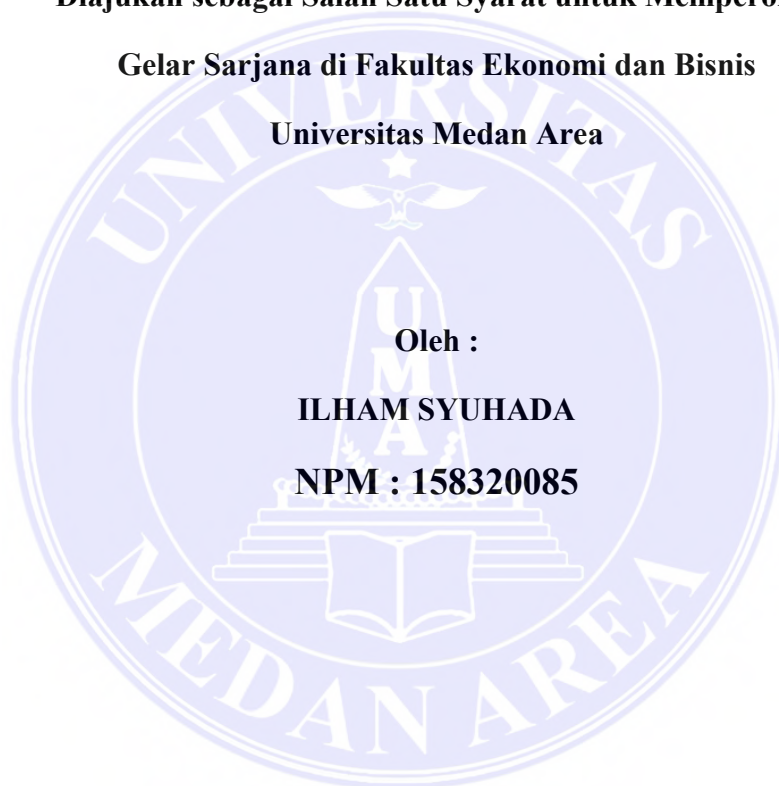 Diajukan sebagai Salah Satu Syarat untuk
Gelar Sarjana di Fakultas Ekonomi dan Bisnis
Universitas Medan Area
UNIVERSITAS
UMA
Oleh :
ILHAM SYUHADA
NPM : 158320085
MEDAN AREA